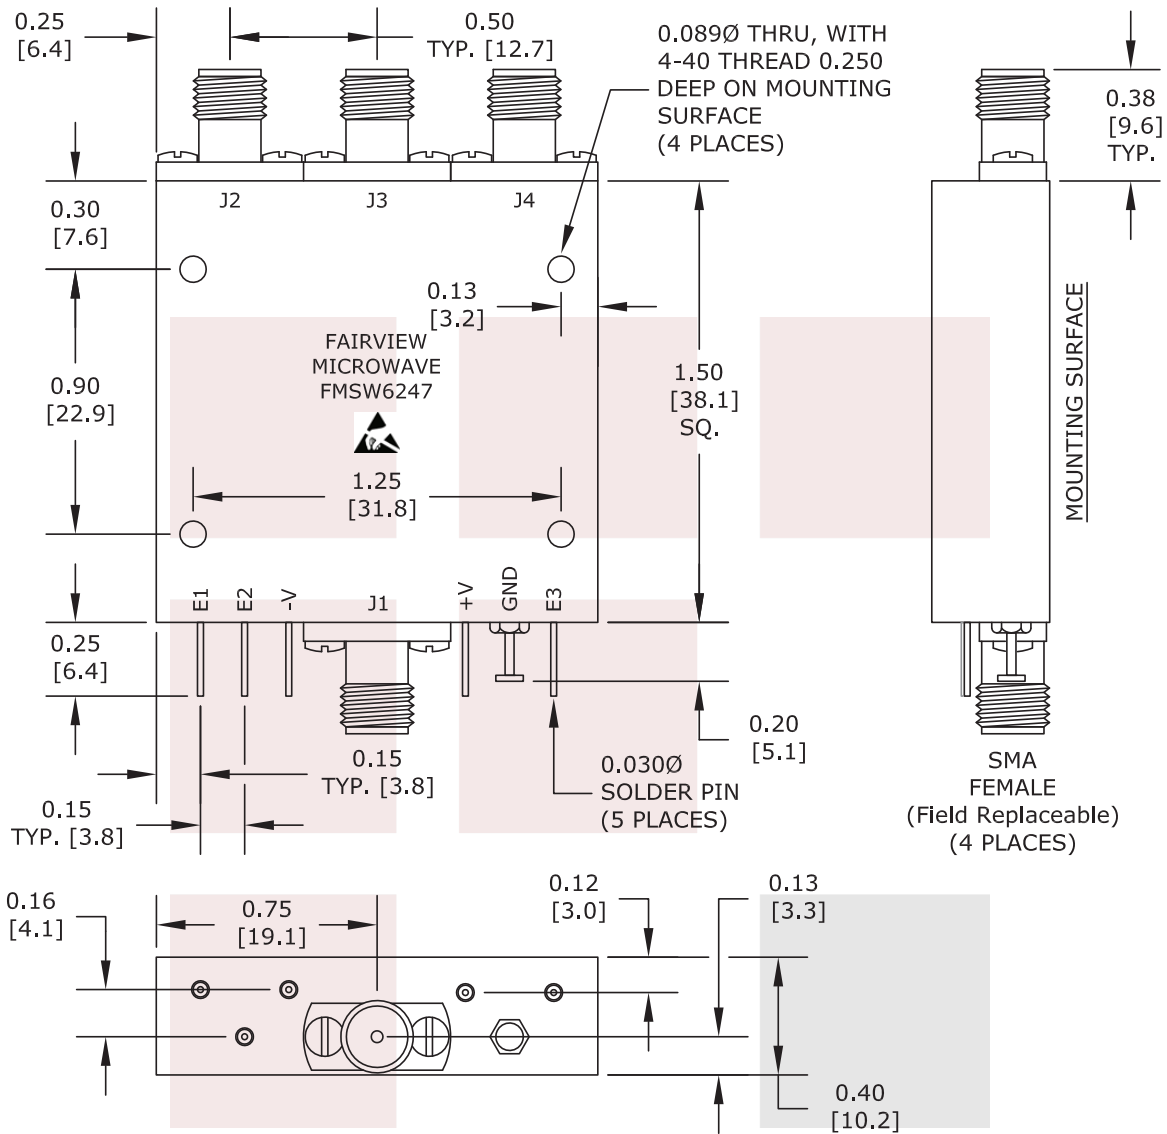 0.25
[6.4]
0.50
TYP. [12.7]
0.089Ø THRU, WITH
4-40 THREAD 0.250
DEEP ON MOUNTING
SURFACE
(4 PLACES)
0.38
[9.6]
TYP.
J2
J3
J4
0.30
[7.6]
0.13
[3.2]
FAIRVIEW
MICROWAVE
FMSW6247
0.90
[22.9]
1.50
[38.1]
SQ.
MOUNTING SURFACE
1.25
[31.8]
E1
E2
-V
J1
+V
GND
E3
0.25
[6.4]
0.20
[5.1]
0.15
TYP. [3.8]
0.030Ø
SOLDER PIN
(5 PLACES)
SMA
FEMALE
(Field Replaceable)
(4 PLACES)
0.15
TYP. [3.8]
0.16
[4.1]
0.75
[19.1]
0.12
[3.0]
0.13
[3.3]
0.40
[10.2]